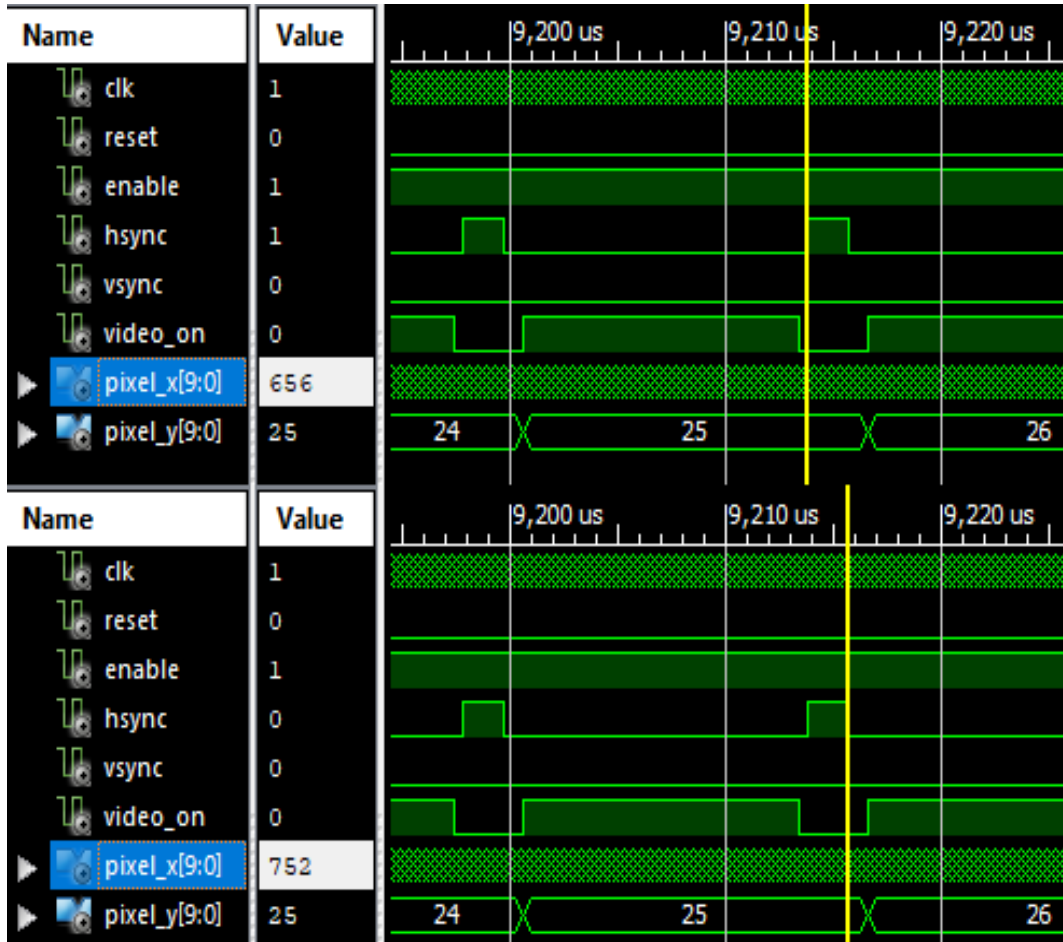 Name Value 9,200 us 9,210 us 9,220 us
clk 1
reset 0
enable 1
hsync 1
vsync 0
video_on 0
pixel_x[9:0] 656
pixel_y[9:0] 25 24 25 26
Name Value 9,200 us 9,210 us 9,220 us
clk 1
reset 0
enable 1
hsync 0
vsync 0
video_on 0
pixel_x[9:0] 752
pixel_y[9:0] 25 24 25 26